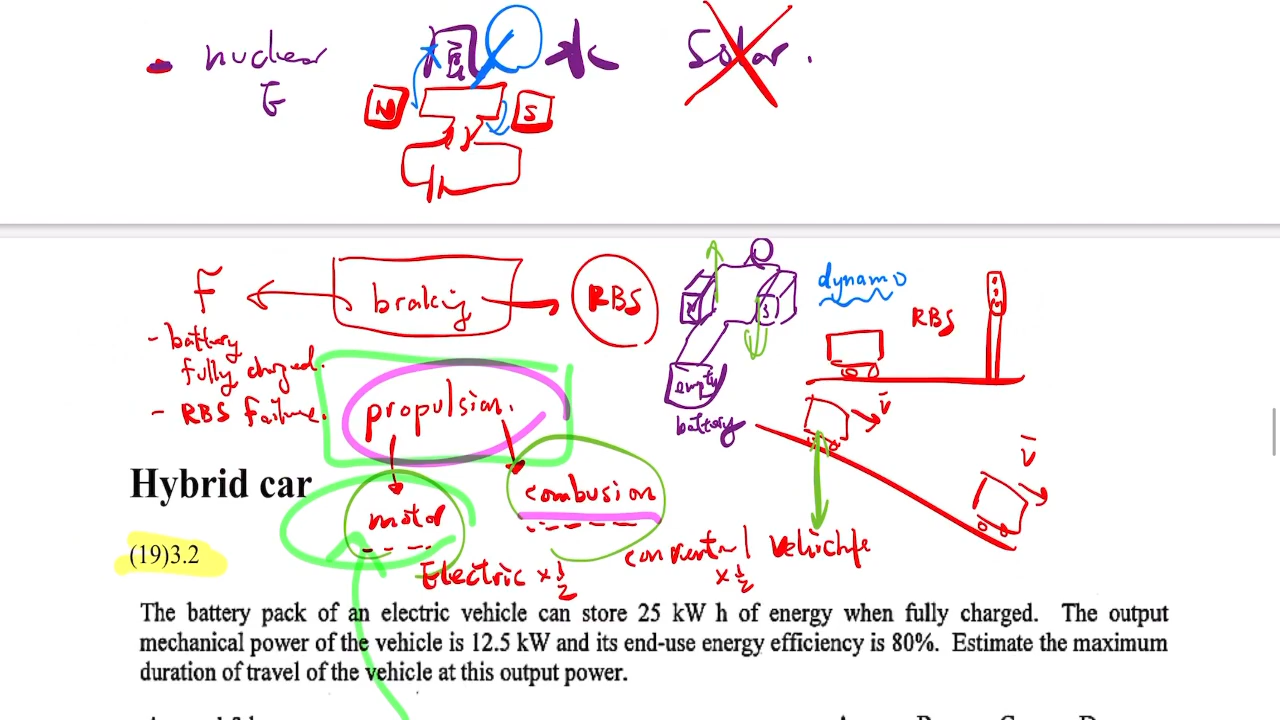 nuclear 風 水 Solar.
E
N S
F braking RBS
dynamo
RBS
N S
- battery
fully charged.
- RBS failure.
propulsion.
empty
battery
v
v
Hybrid car
motor combusion
(19)3.2
Electric × 1/2
× 1/2
The battery pack of an electric vehicle can store 25 kW h of energy when fully charged. The output
mechanical power of the vehicle is 12.5 kW and its end-use energy efficiency is 80%. Estimate the maximum
duration of travel of the vehicle at this output power.